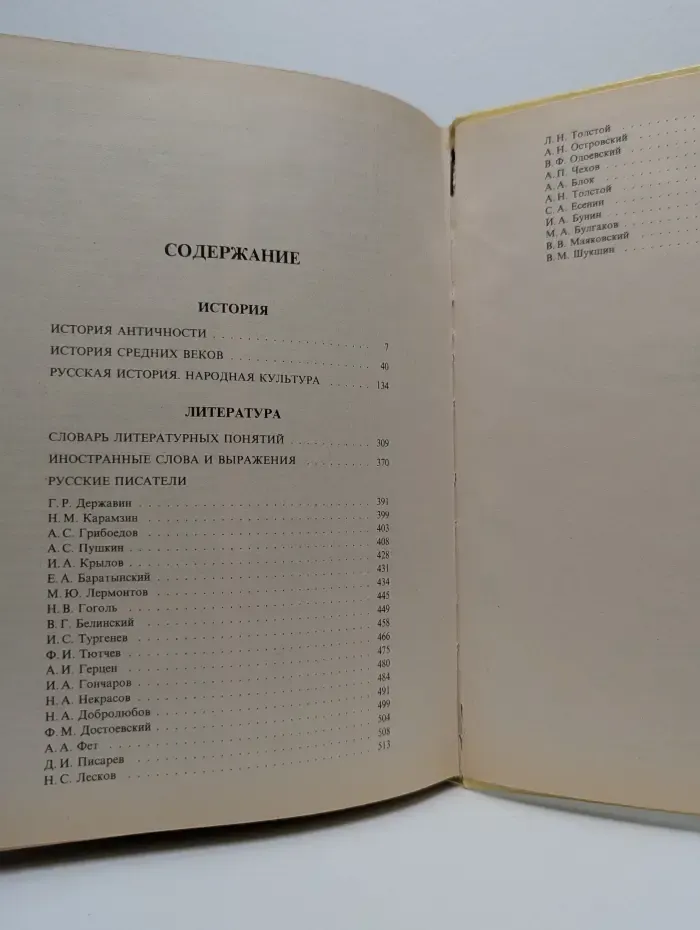 СОДЕРЖАНИЕ
ИСТОРИЯ
ИСТОРИЯ АНТИЧНОСТИ 7
ИСТОРИЯ СРЕДНИХ ВЕКОВ 40
РУССКАЯ ИСТОРИЯ. НАРОДНАЯ КУЛЬТУРА 134
ЛИТЕРАТУРА
СЛОВАРЬ ЛИТЕРАТУРНЫХ ПОНЯТИЙ 309
ИНОСТРАННЫЕ СЛОВА И ВЫРАЖЕНИЯ 370
РУССКИЕ ПИСАТЕЛИ
Г. Р. Державин 391
Н. М. Карамзин 399
А. С. Грибоедов 403
А. С. Пушкин 408
И. А. Крылов 428
Е. А. Баратынский 431
М. Ю. Лермонтов 434
Н. В. Гоголь 445
В. Г. Белинский 449
И. С. Тургенев 458
Ф. И. Тютчев 466
А. И. Герцен 475
И. А. Гончаров 480
Н. А. Некрасов 484
Н. А. Добролюбов 491
Ф. М. Достоевский 499
А. А. Фет 504
Д. И. Писарев 508
Н. С. Лесков 513
Л. Н. Толстой
А. Н. Островский
В. Ф. Одоевский
А. П. Чехов
А. А. Блок
А. Н. Толстой
С. А. Есенин
И. А. Бунин
М. А. Булгаков
В. В. Маяковский
В. М. Шукшин